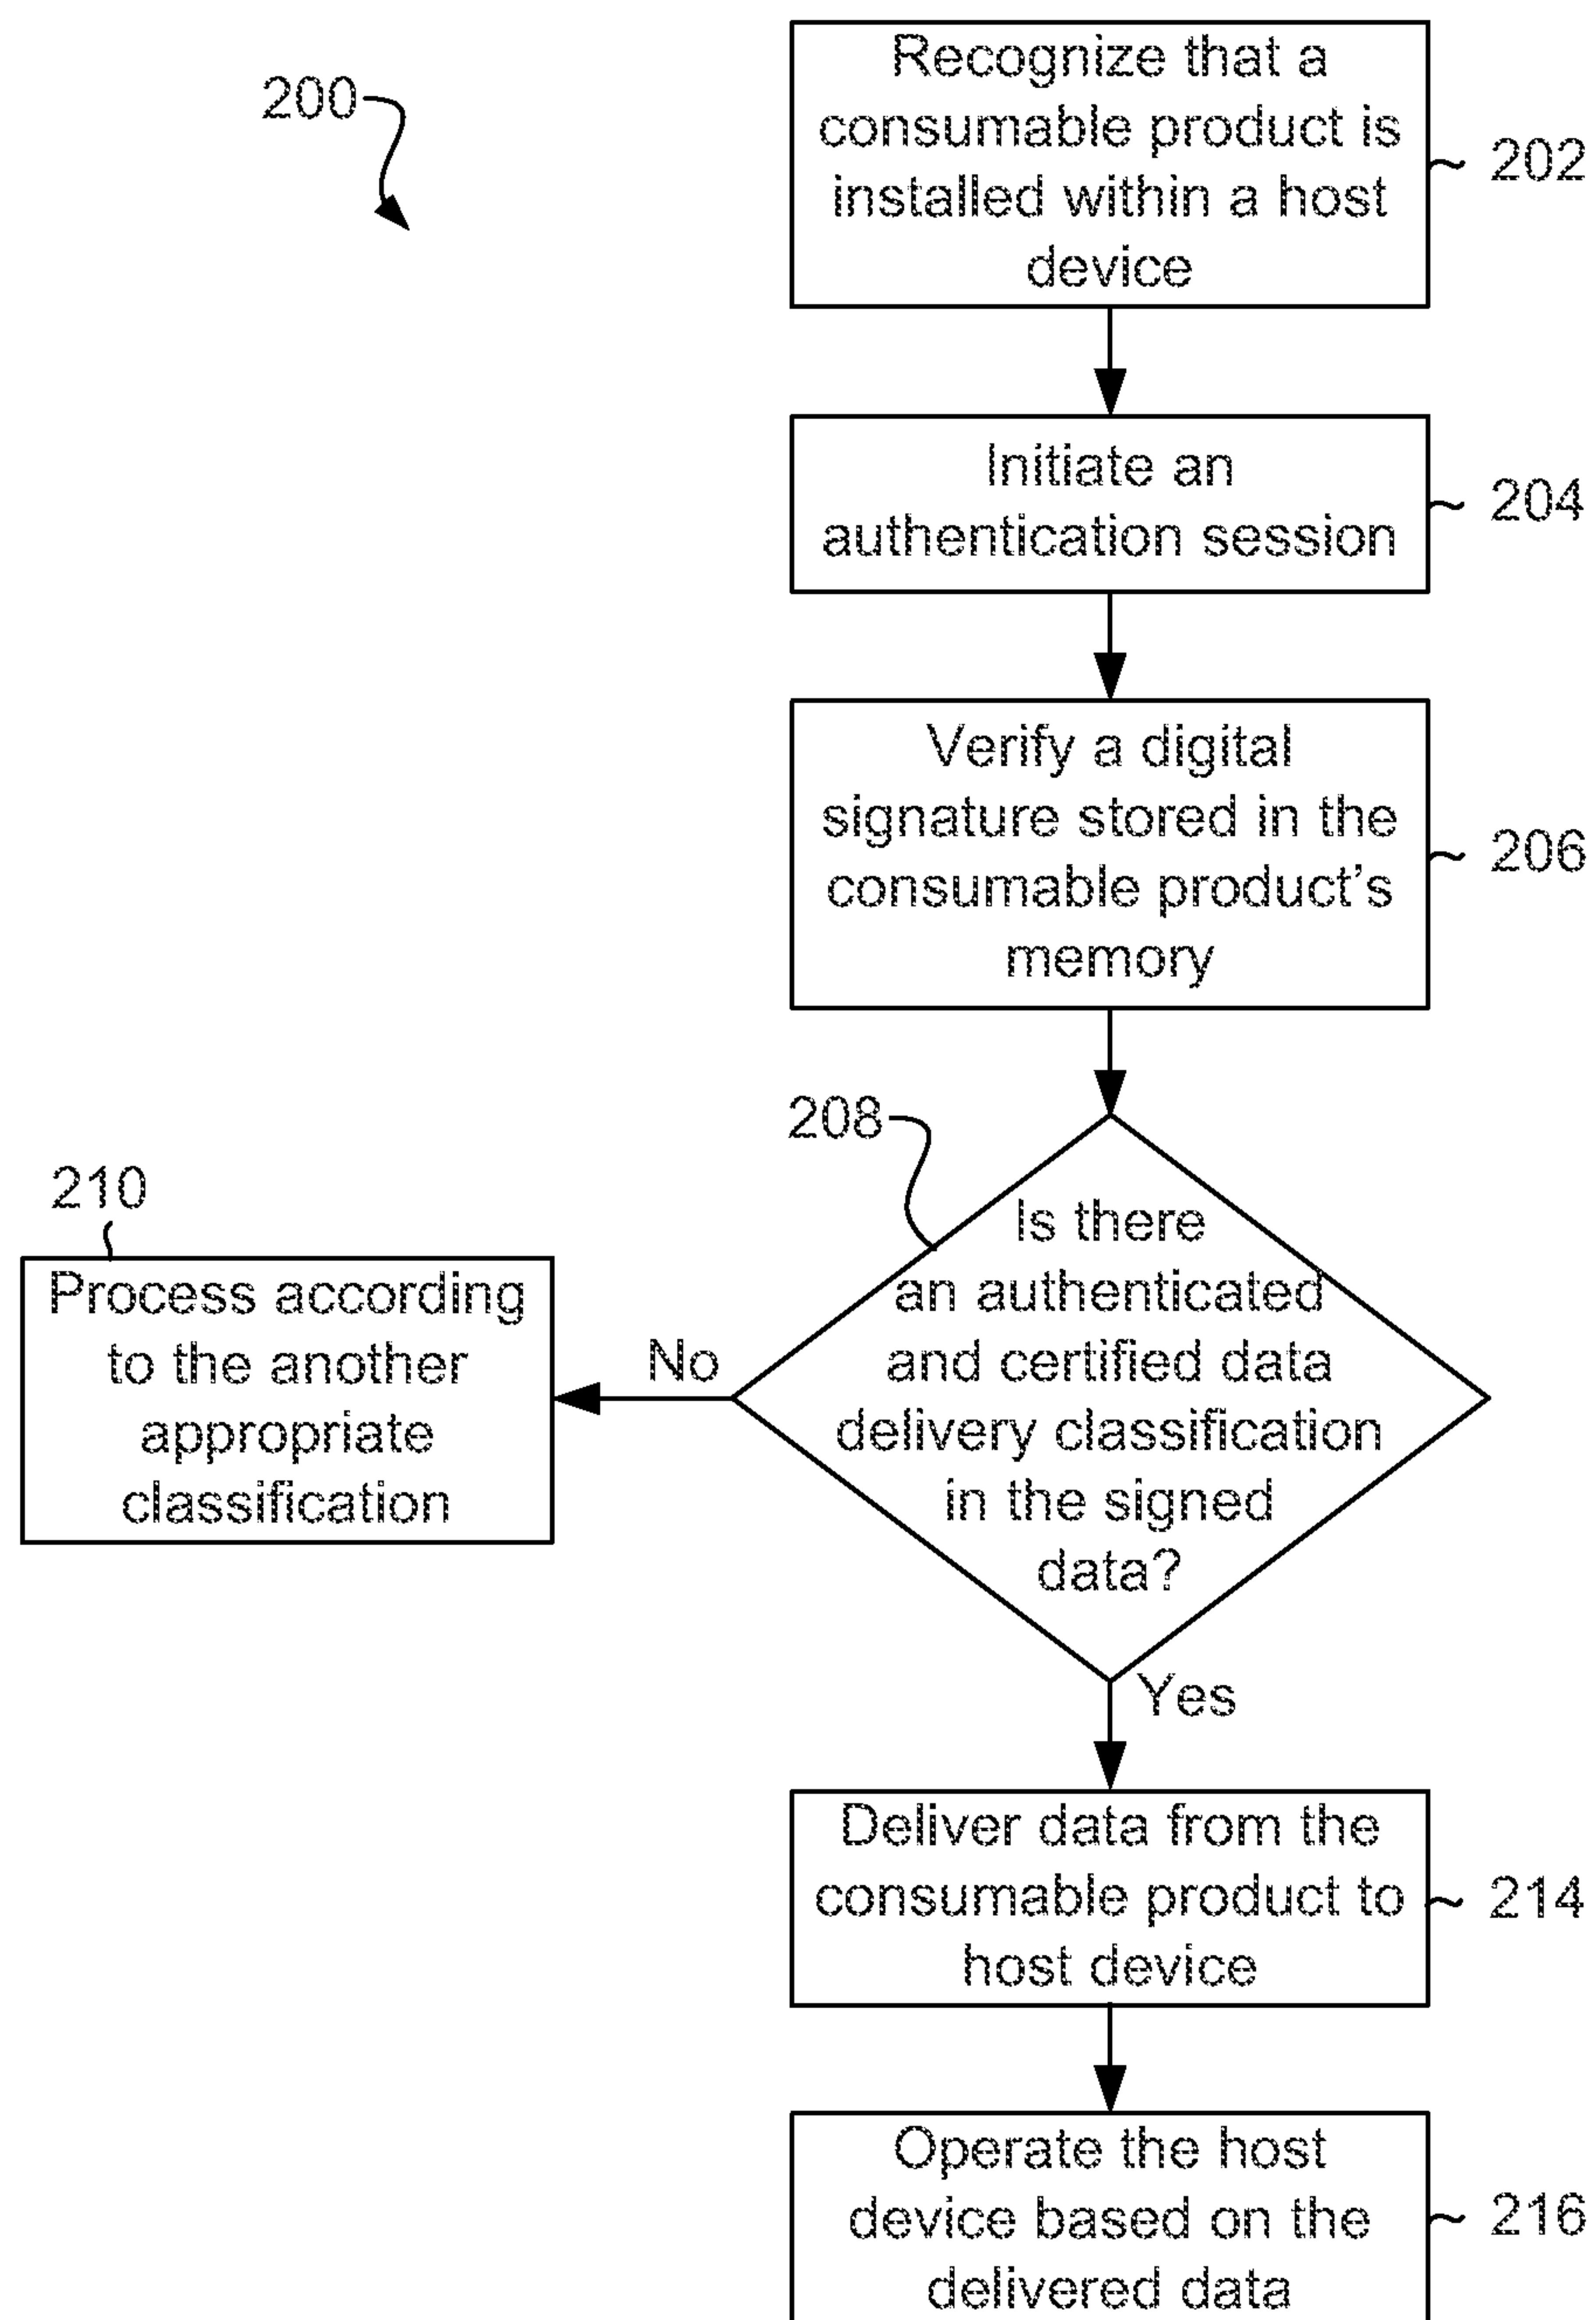 200
Recognize that a
consumable product is
installed within a host
device
202
Initiate an
authentication session
204
Verify a digital
signature stored in the
consumable product’s
memory
206
208
Is there
an authenticated
and certified data
delivery classification
in the signed
data?
No
210
Process according
to the another
appropriate
classification
Yes
Deliver data from the
consumable product to
host device
214
Operate the host
device based on the
delivered data
216